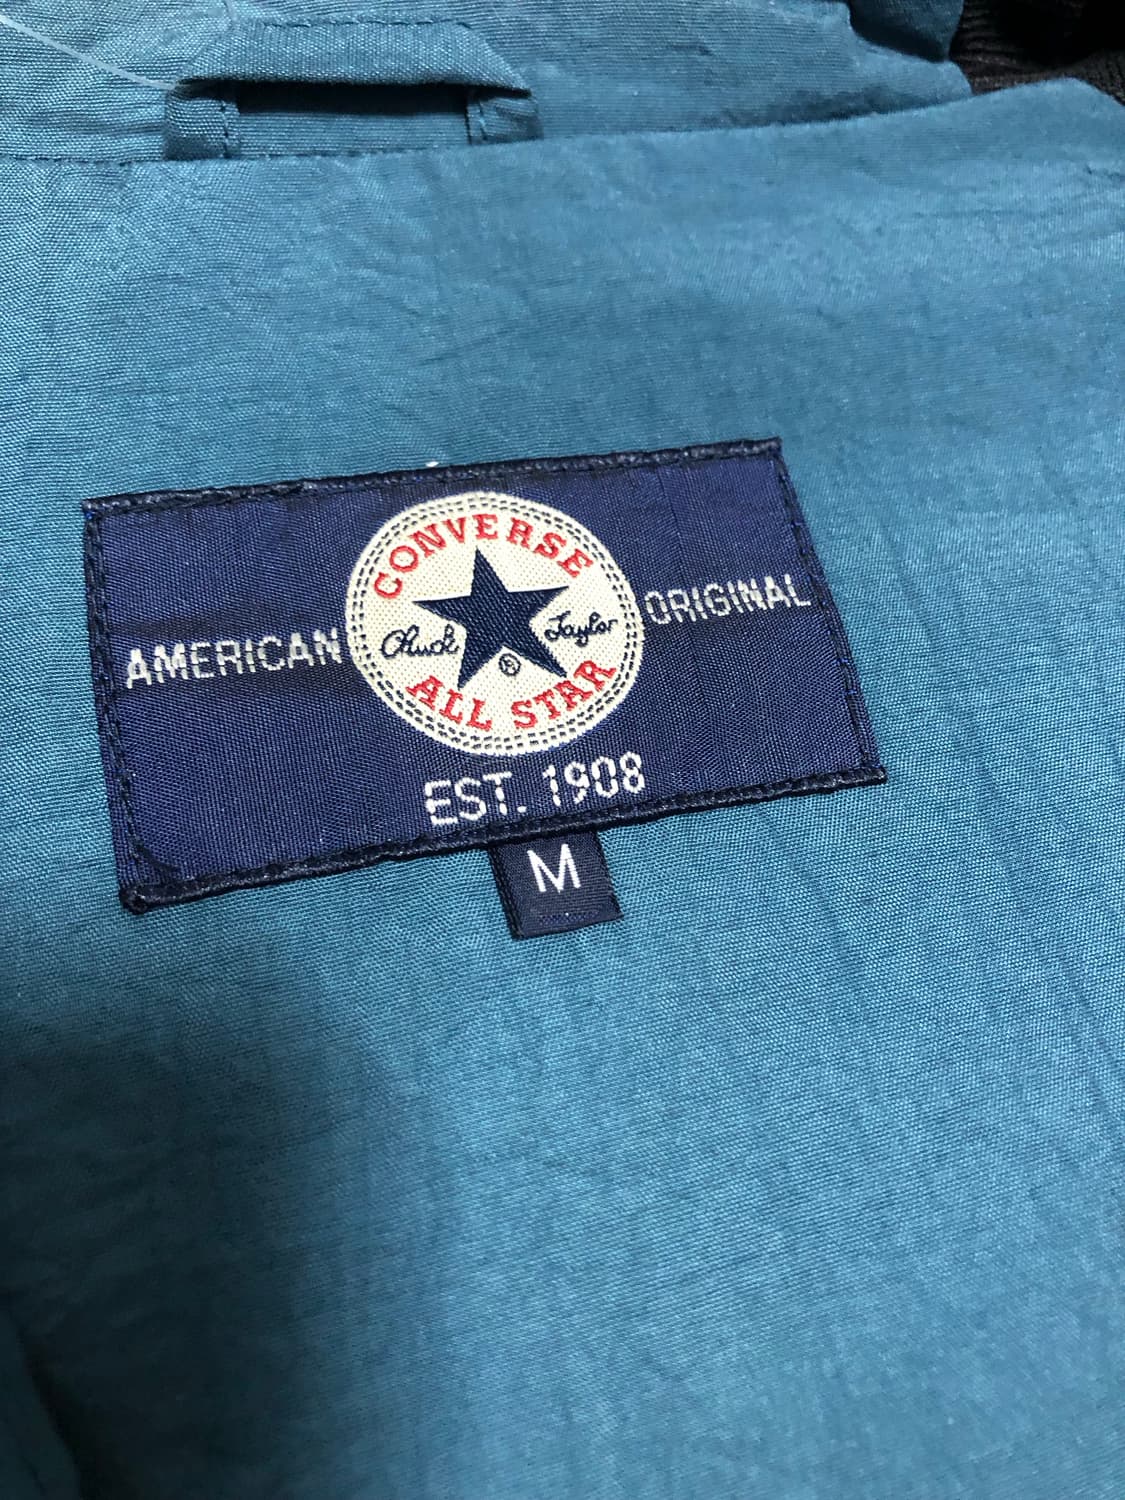 CONVERSE
Chuck Taylor
®
ALL STAR
AMERICAN ORIGINAL
EST. 1908
M